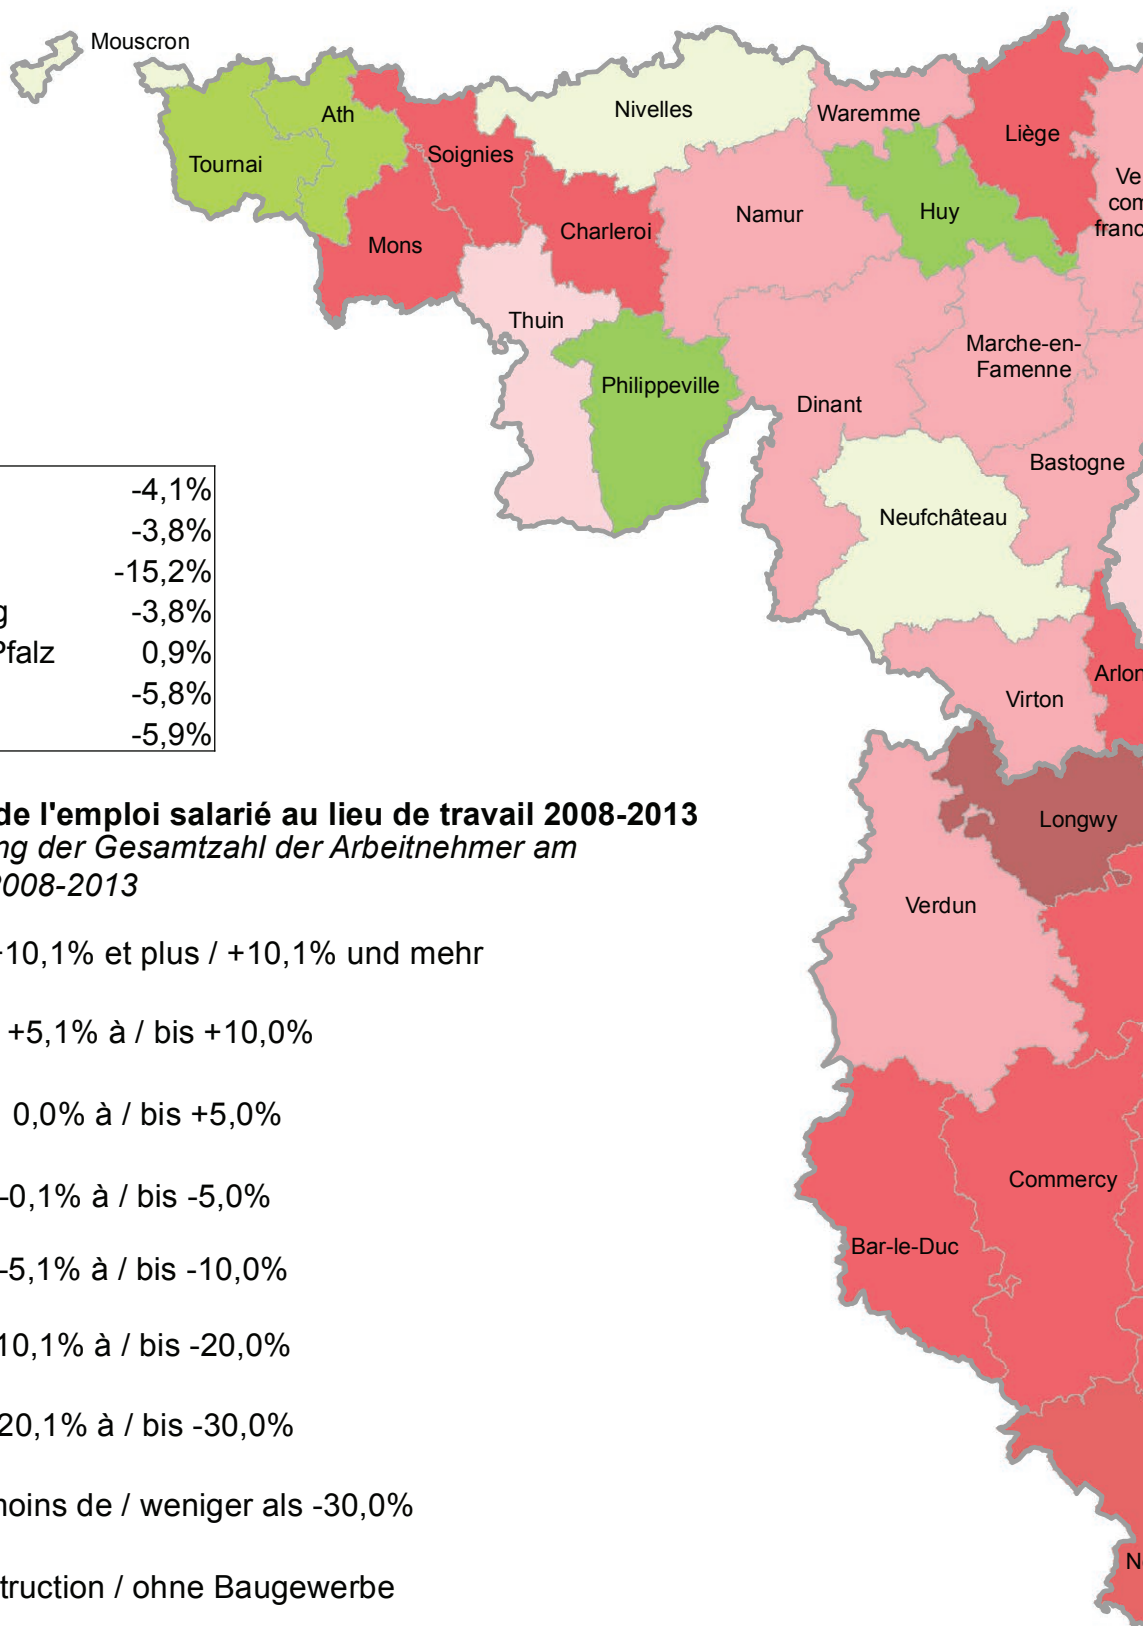 Mouscron
Nivelles
Ath
Waremme
Liège
Soignies
Tournai
Ve
com
franc
Huy
Namur
Charleroi
Mons
Thuin
Marche-en-
Famenne
Philippeville
Dinant
Bastogne
Neufchâteau
Arlon
Virton
Longwy
Verdun
Commercy
Bar-le-Duc
N
-4,1%
-3,8%
-15,2%
g -3,8%
Pfalz 0,9%
-5,8%
-5,9%
de l'emploi salarié au lieu de travail 2008-2013
ng der Gesamtzahl der Arbeitnehmer am
2008-2013
+10,1% et plus / +10,1% und mehr
+5,1% à / bis +10,0%
0,0% à / bis +5,0%
-0,1% à / bis -5,0%
-5,1% à / bis -10,0%
10,1% à / bis -20,0%
20,1% à / bis -30,0%
moins de / weniger als -30,0%
truction / ohne Baugewerbe